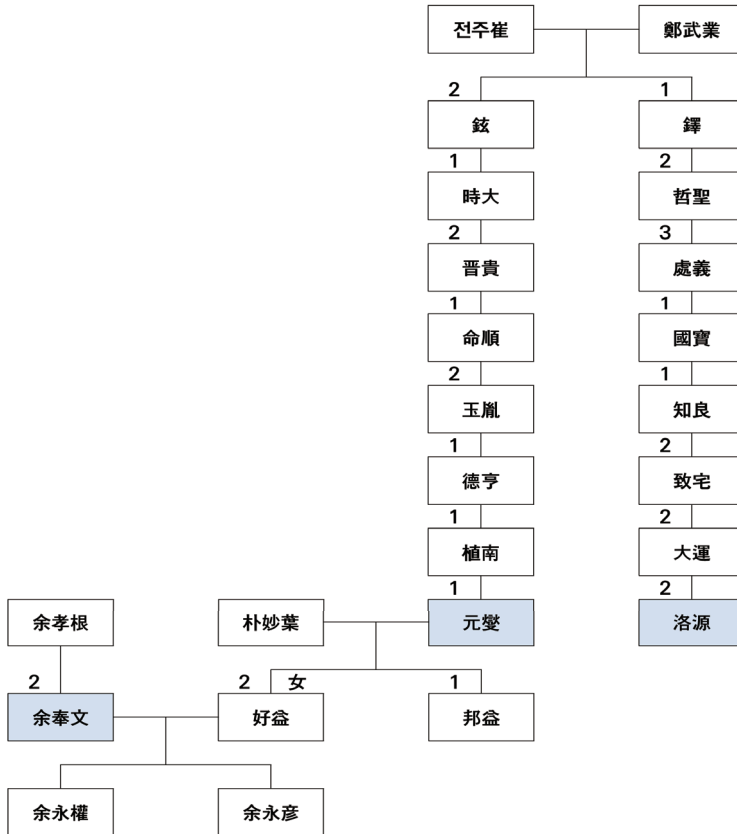 전주崔 鄭武業
2 1
鉉 鐸
1 2
時大 哲聖
2 3
晋貴 處義
1 1
命順 國寶
2 1
玉胤 知良
1 2
德亨 致宅
1 2
植南 大運
1 2
余孝根 朴妙葉 元燮 洛源
2 2 女 1
余奉文 好益 邦益
余永權 余永彦